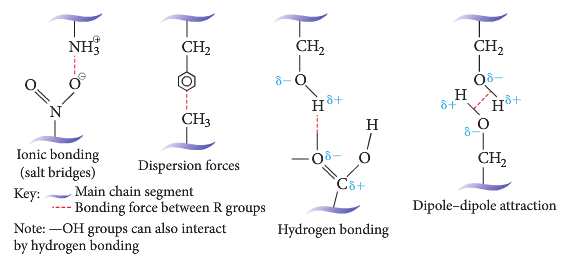 NH₃⊕
O
O⊖
N
Ionic bonding
(salt bridges)
CH₂
CH₃
Dispersion forces
CH₂
δ− O
H δ+
H
O δ− O
C δ+
Hydrogen bonding
CH₂
O δ−
H
δ+ H δ+
δ− O
CH₂
Dipole–dipole attraction
Key: Main chain segment
Bonding force between R groups
Note: —OH groups can also interact
by hydrogen bonding